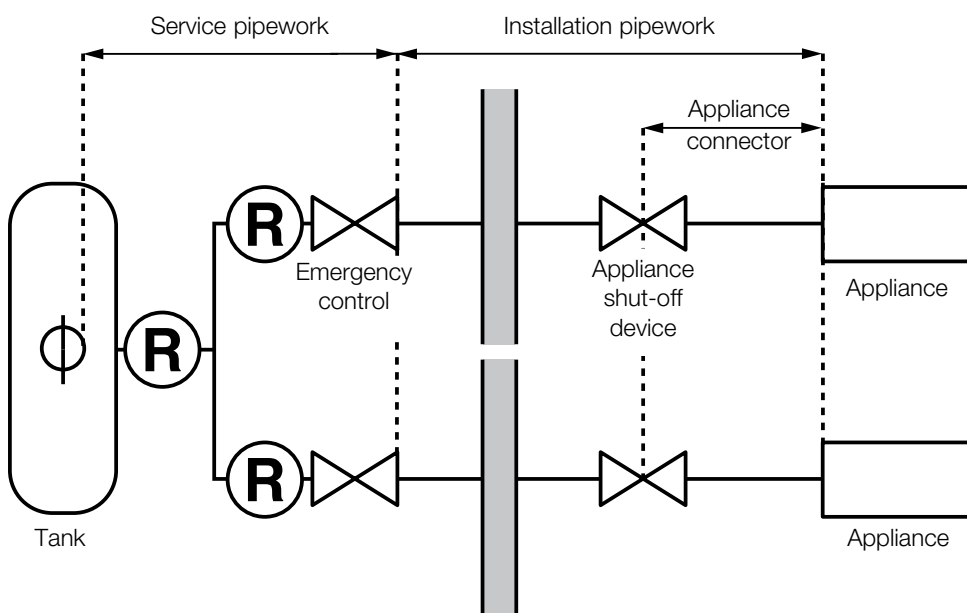 Service pipework
Installation pipework
Appliance
connector
R
Emergency
control
Appliance
shut-off
device
Appliance
R
R
Tank
Appliance